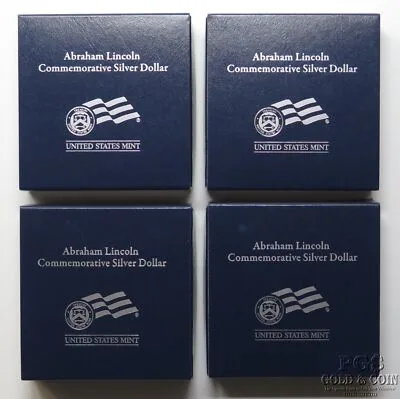 Abraham Lincoln
Commemorative Silver Dollar
UNITED STATES MINT
Abraham Lincoln
Commemorative Silver Dollar
UNITED STATES MINT
Abraham Lincoln
Commemorative Silver Dollar
UNITED STATES MINT
Abraham Lincoln
Commemorative Silver Dollar
UNITED STATES MINT
PGS
GOLD & COIN